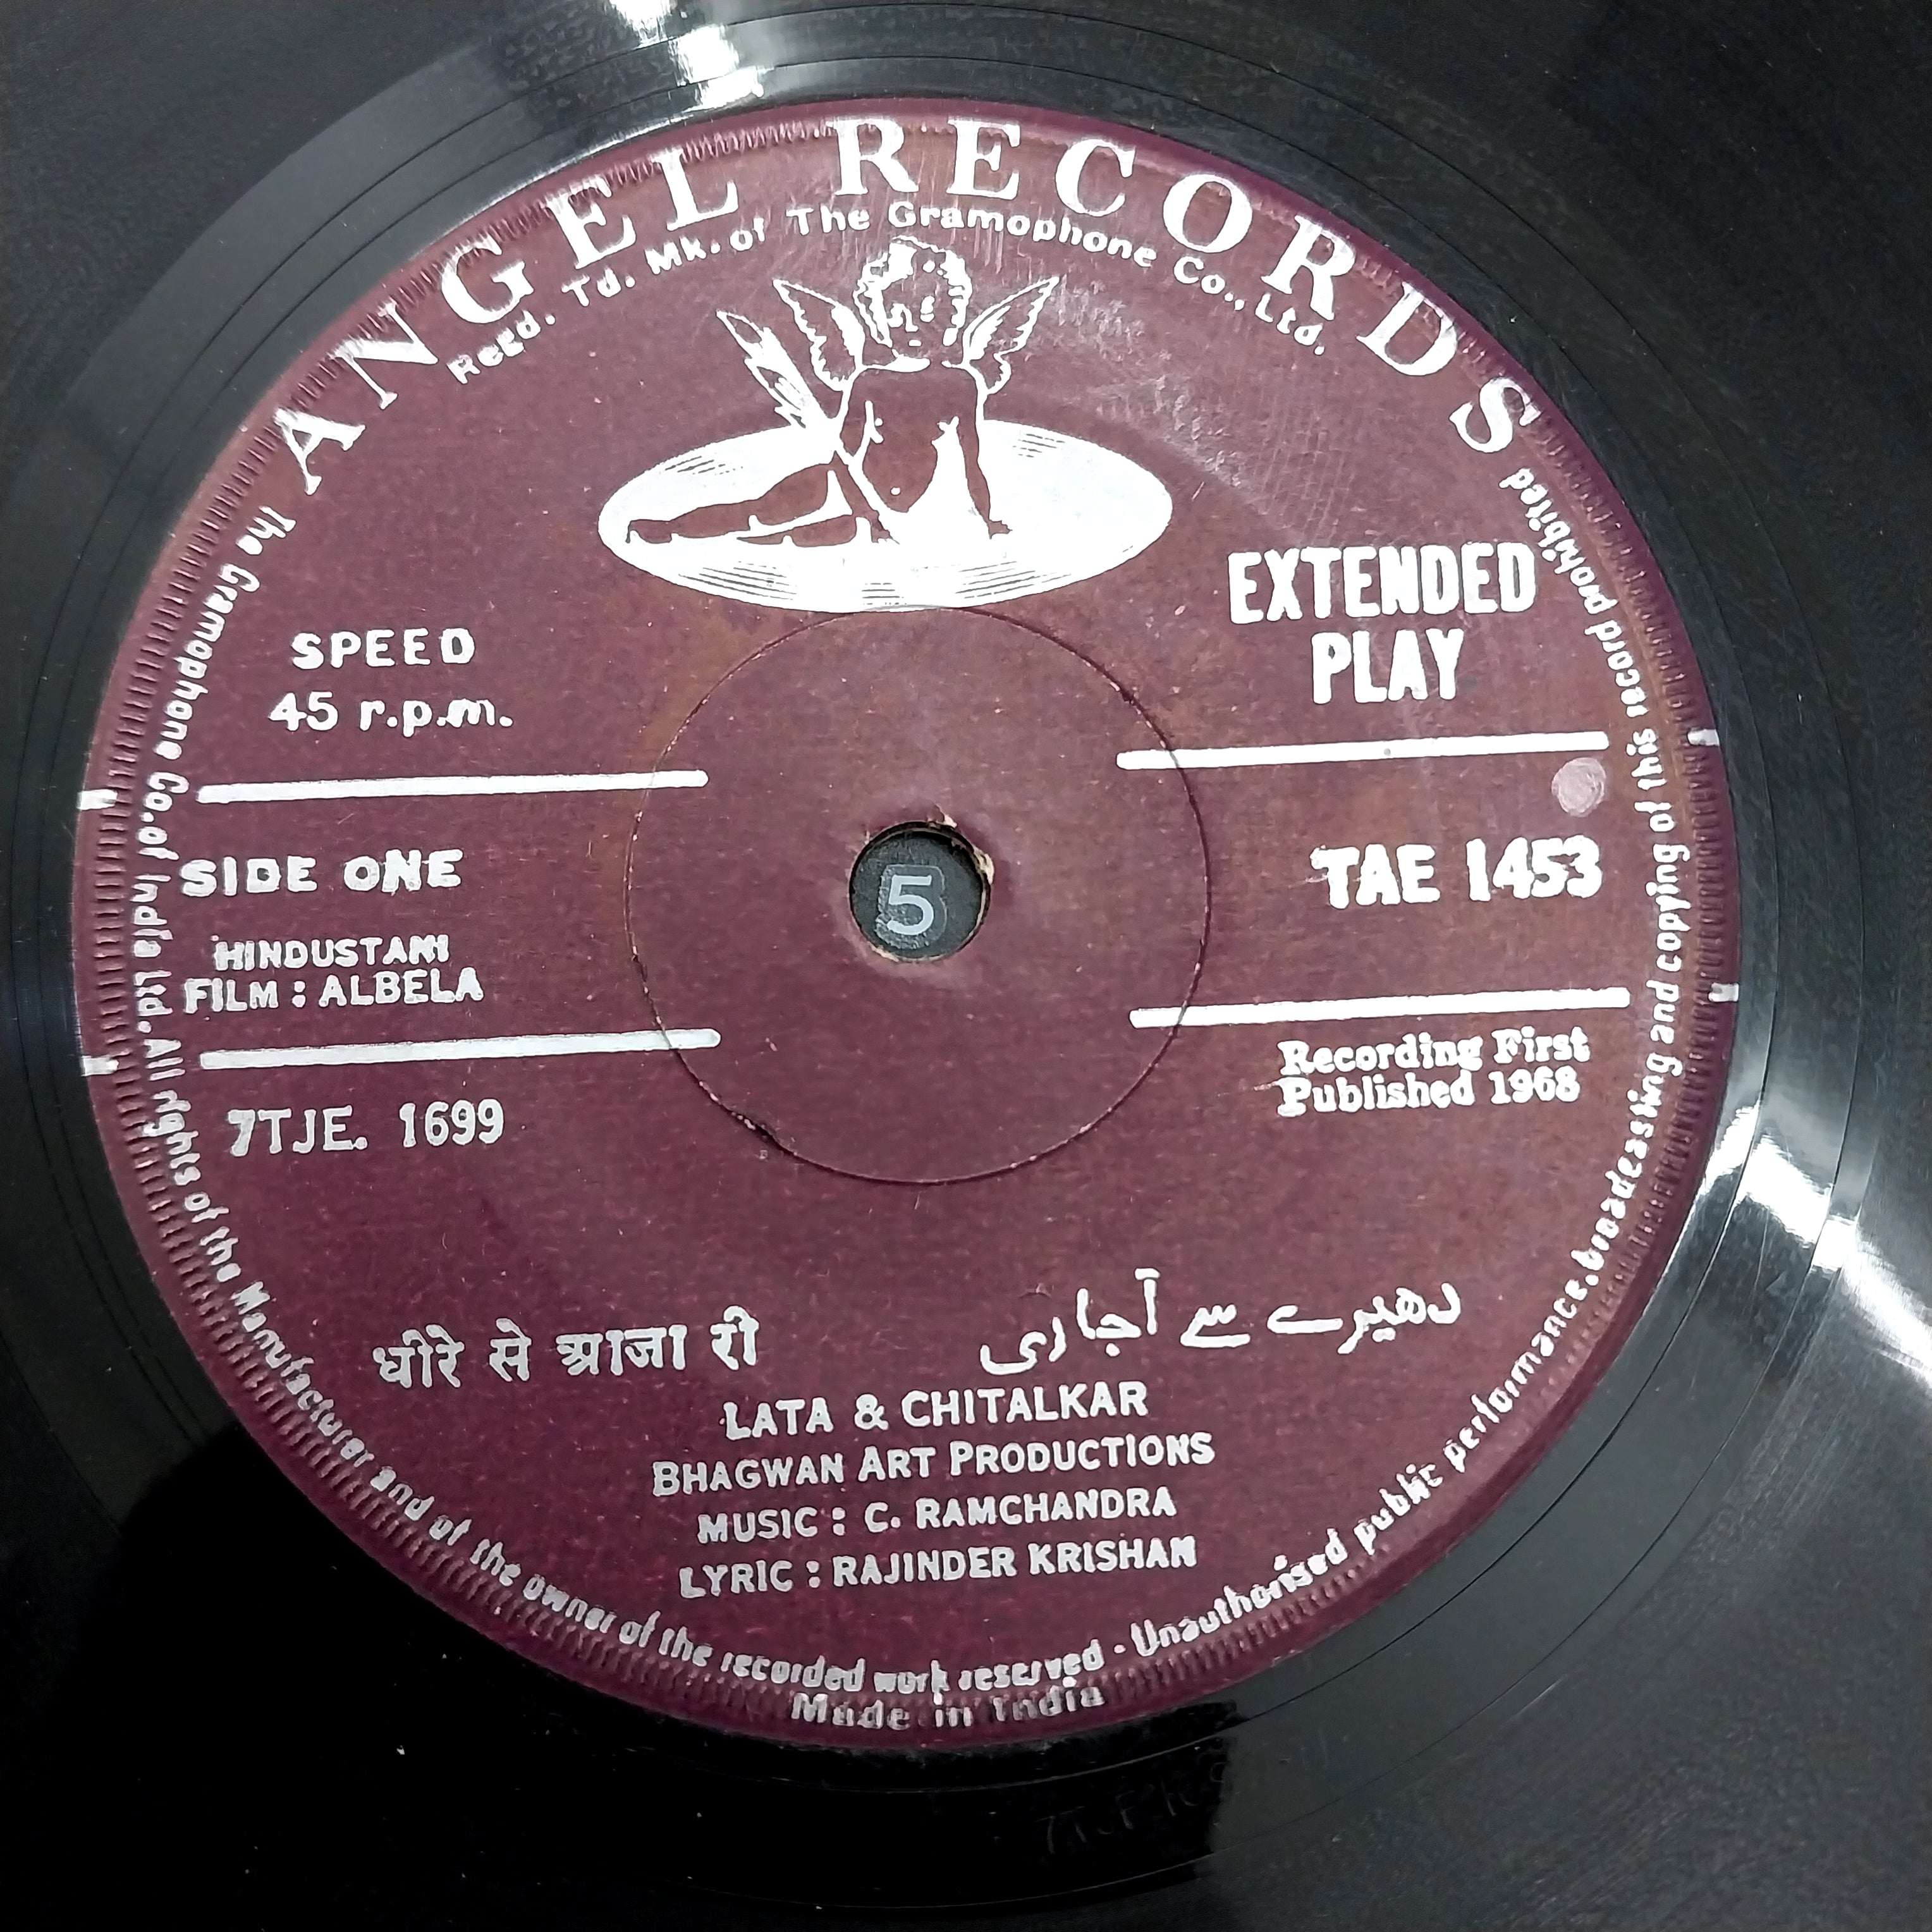 ANGEL RECORDS
Regd. Td. Mk. of The Gramophone Co., Ltd.
EXTENDED
PLAY
SPEED
45 r.p.m.
SIDE ONE
HINDUSTANI
FILM : ALBELA
7TJE. 1699
5
TAE 1453
Recording First
Published 1968
धीरे से आजा री
دھیرے سے آجاری
LATA & CHITALKAR
BHAGWAN ART PRODUCTIONS
MUSIC : C. RAMCHANDRA
LYRIC : RAJINDER KRISHAN
The Gramophone Co. of India Ltd. All rights of the Manufacturer and of the owner of the recorded work reserved - Unauthorised public performance, broadcasting and copying of this record prohibited
Made in India